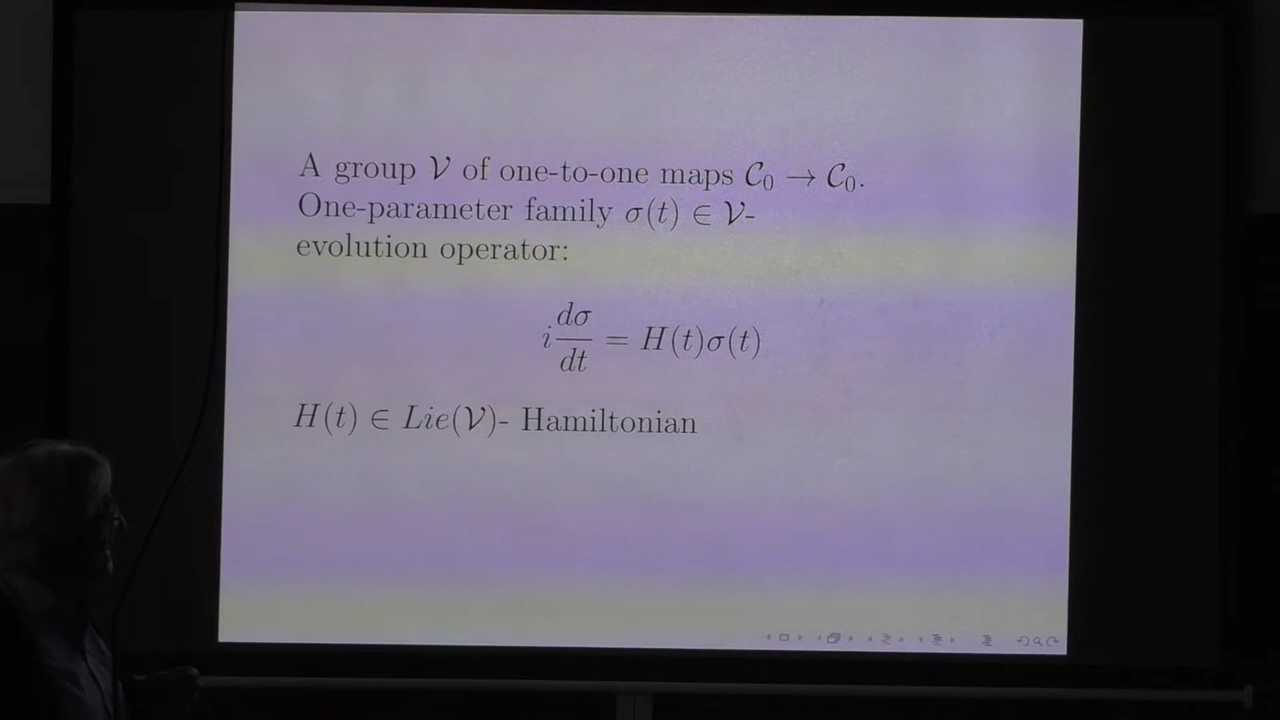 A group 𝒱 of one-to-one maps 𝒞₀ → 𝒞₀.
One-parameter family σ(t) ∈ 𝒱-
evolution operator:
i dσ/dt = H(t)σ(t)
H(t) ∈ Lie(𝒱)- Hamiltonian